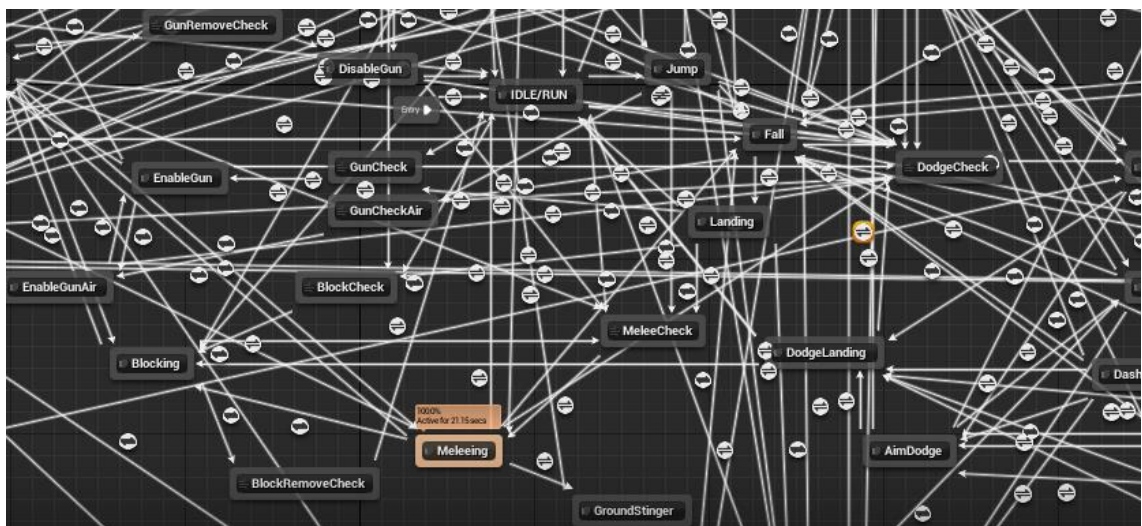 GunRemoveCheck
DisableGun
Jump
IDLE/RUN
Entry
Fall
GunCheck
DodgeCheck
EnableGun
GunCheckAir
Landing
EnableGunAir
BlockCheck
MeleeCheck
DodgeLanding
Blocking
Dash
100.0%
Active for 21.15 secs
Meleeing
AimDodge
BlockRemoveCheck
GroundStinger